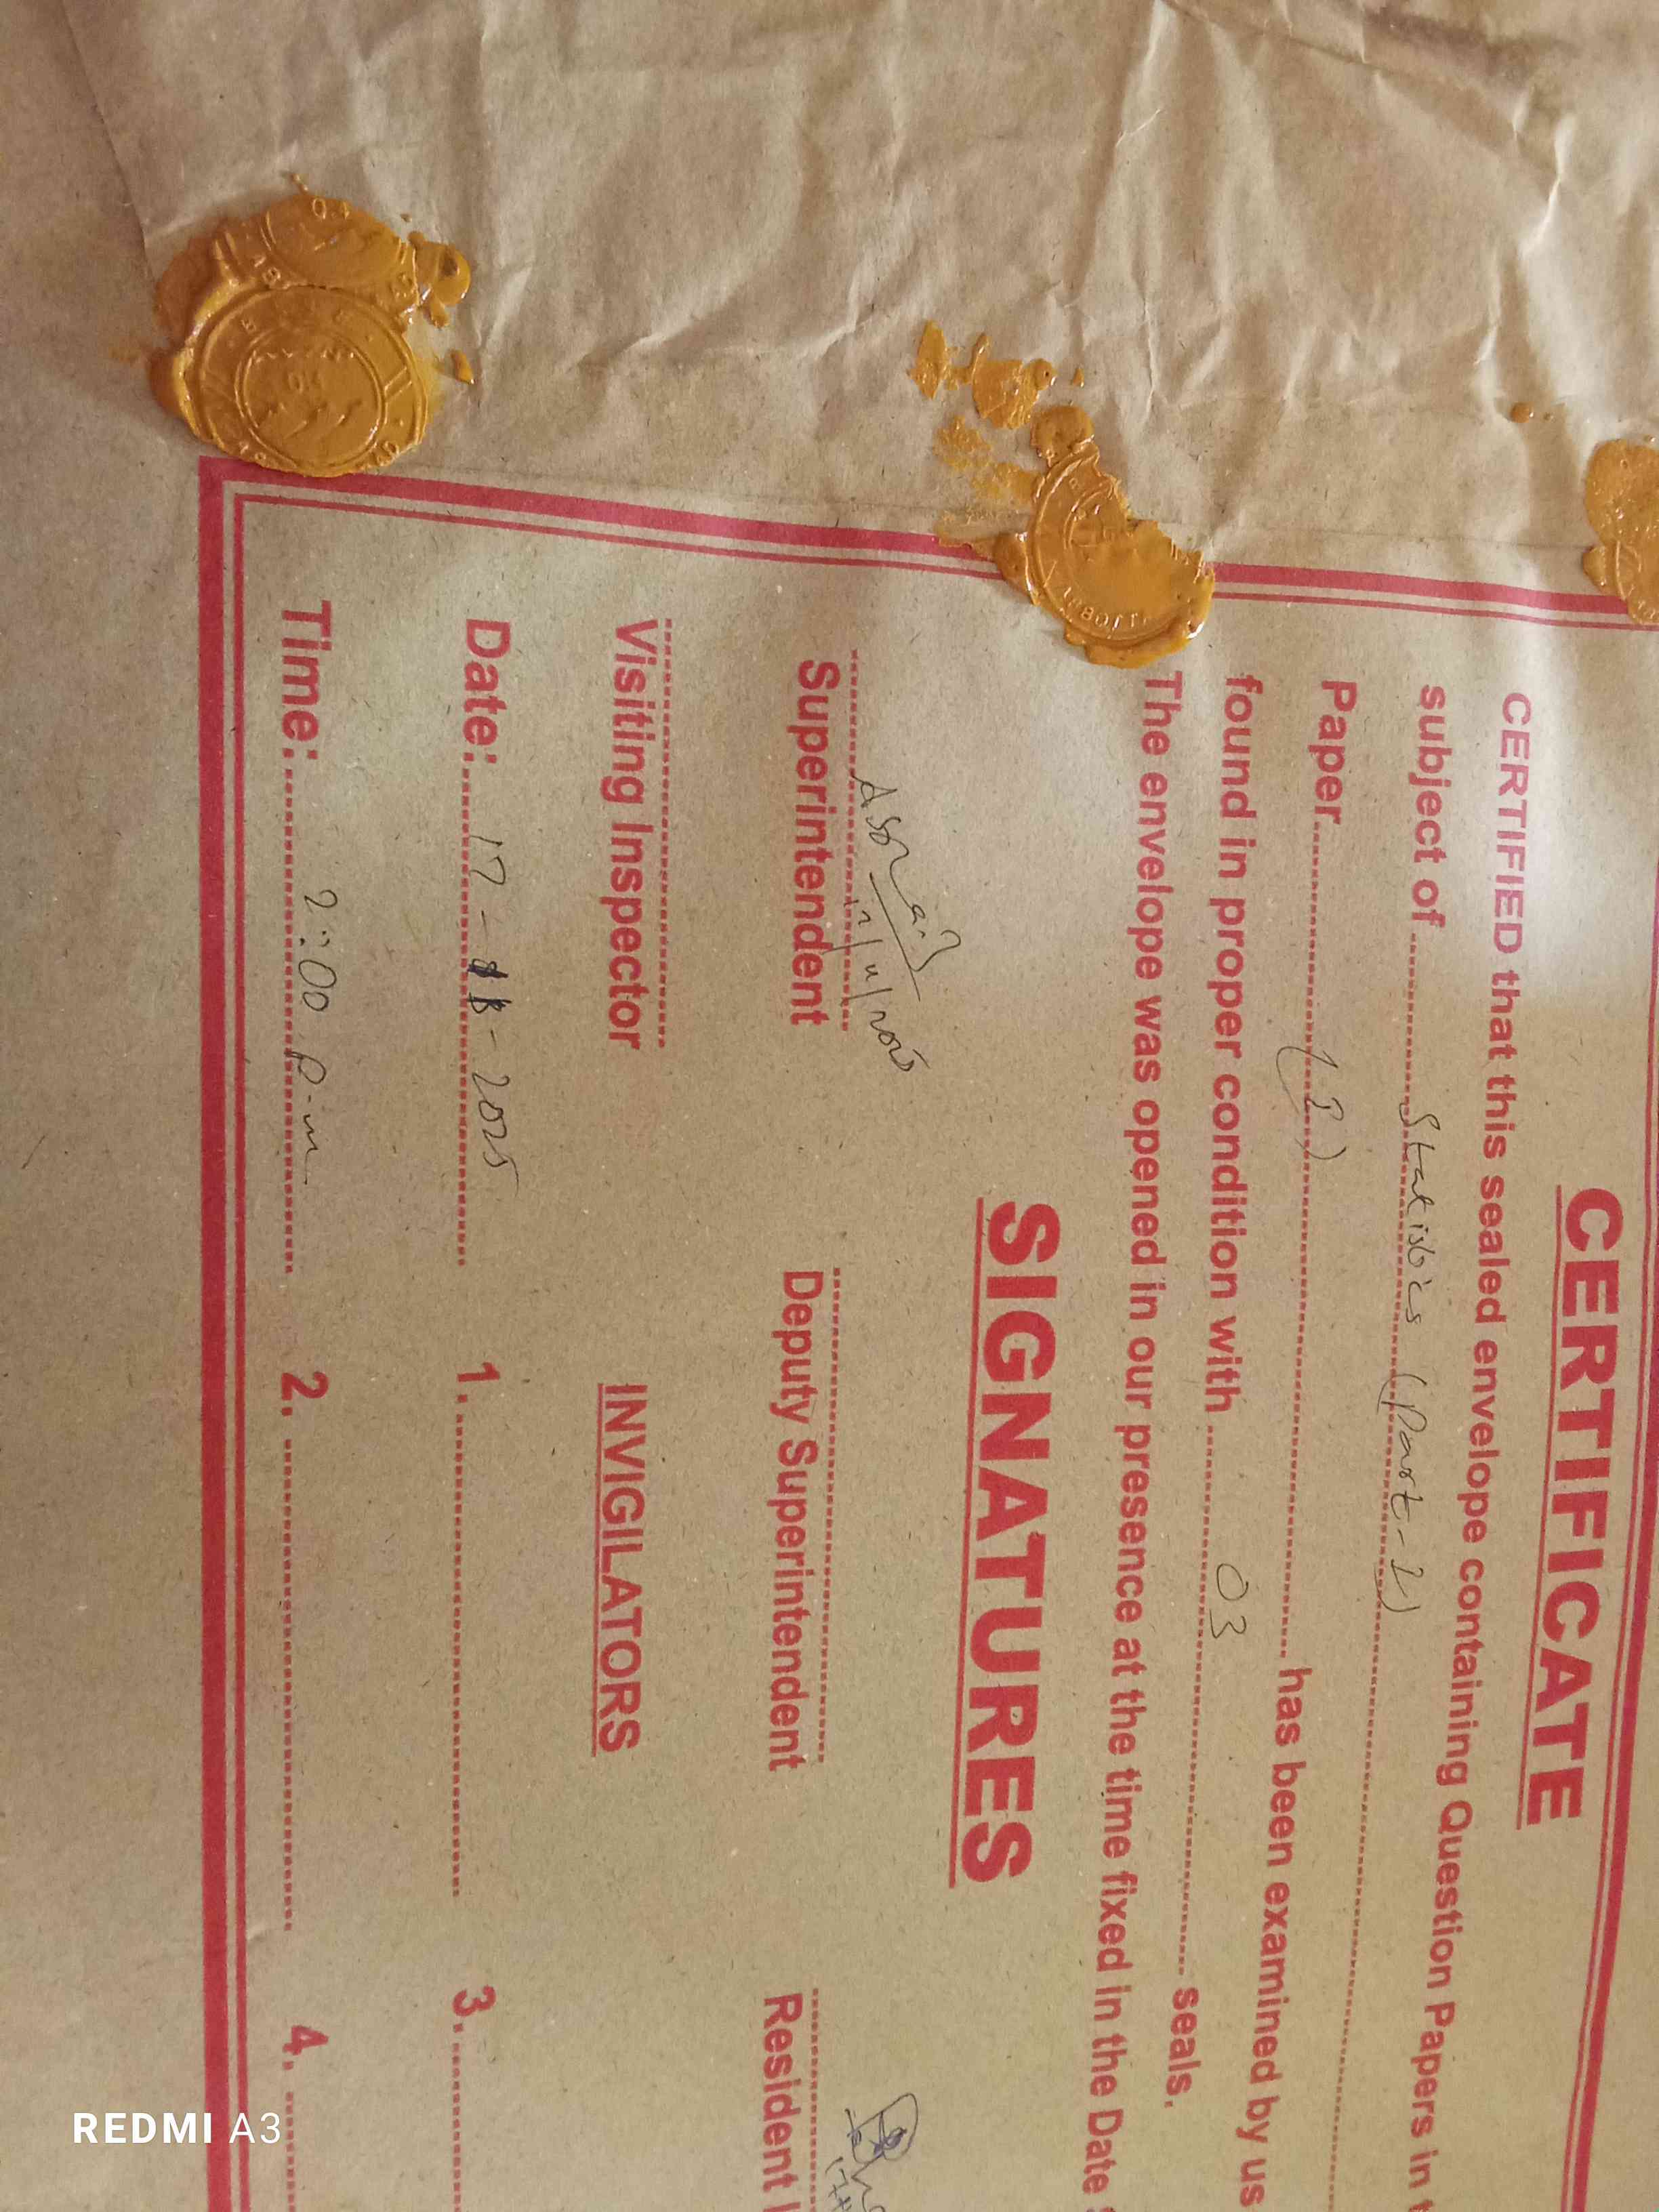 CERTIFICATE
CERTIFIED that this sealed envelope containing Question Papers in
subject of Statistics (Part-I)
Paper (I) has been examined by us
found in proper condition with 03 seals.
The envelope was opened in our presence at the time fixed in the Date
SIGNATURES
Superintendent Deputy Superintendent Resident
Visiting Inspector INVIGILATORS
Date: 17-11-2025 1. 3.
Time: 2:00 P.m 2. 4.
REDMI A3